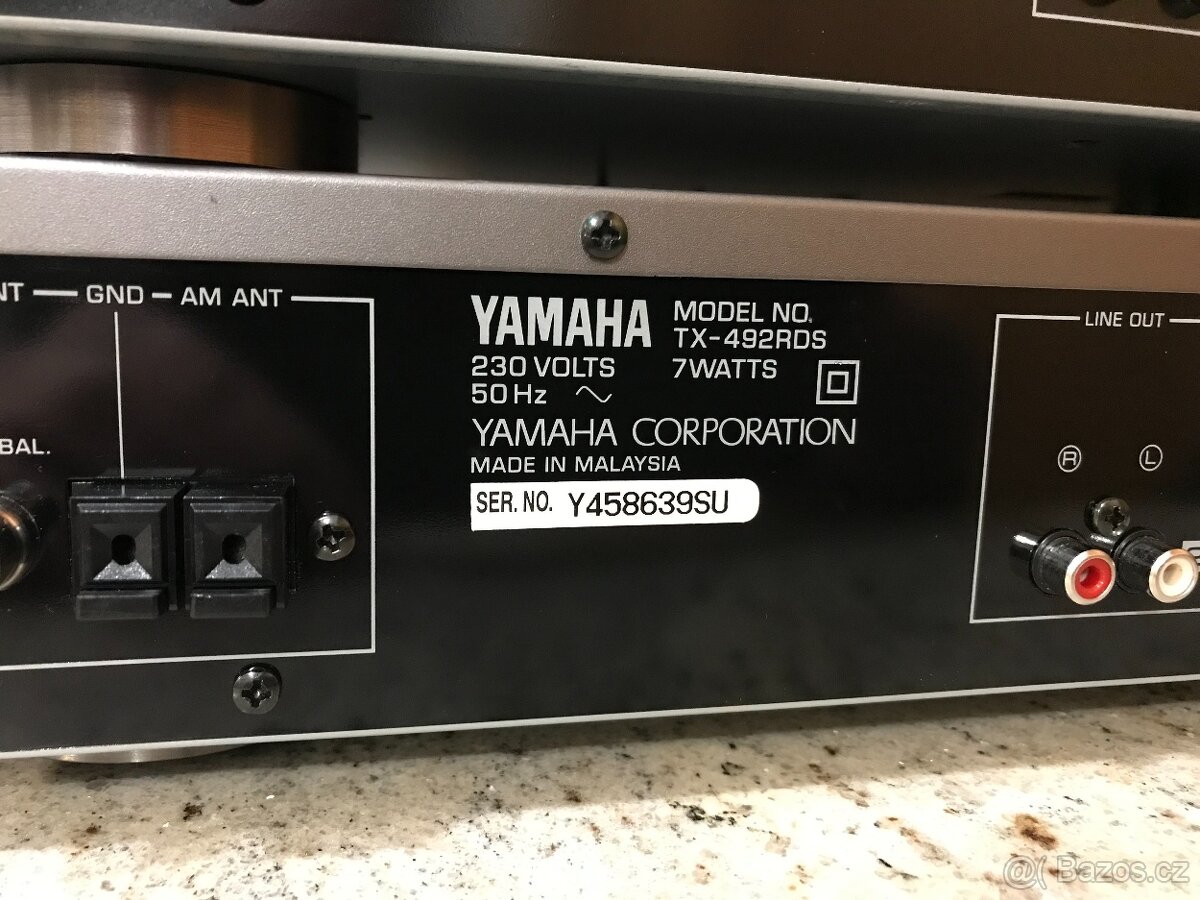 GND AM ANT
BAL.
YAMAHA
MODEL NO.
TX-492RDS
230 VOLTS 7WATTS
50 Hz
YAMAHA CORPORATION
MADE IN MALAYSIA
SER. NO. Y458639SU
LINE OUT
R L
@( Bazos.cz